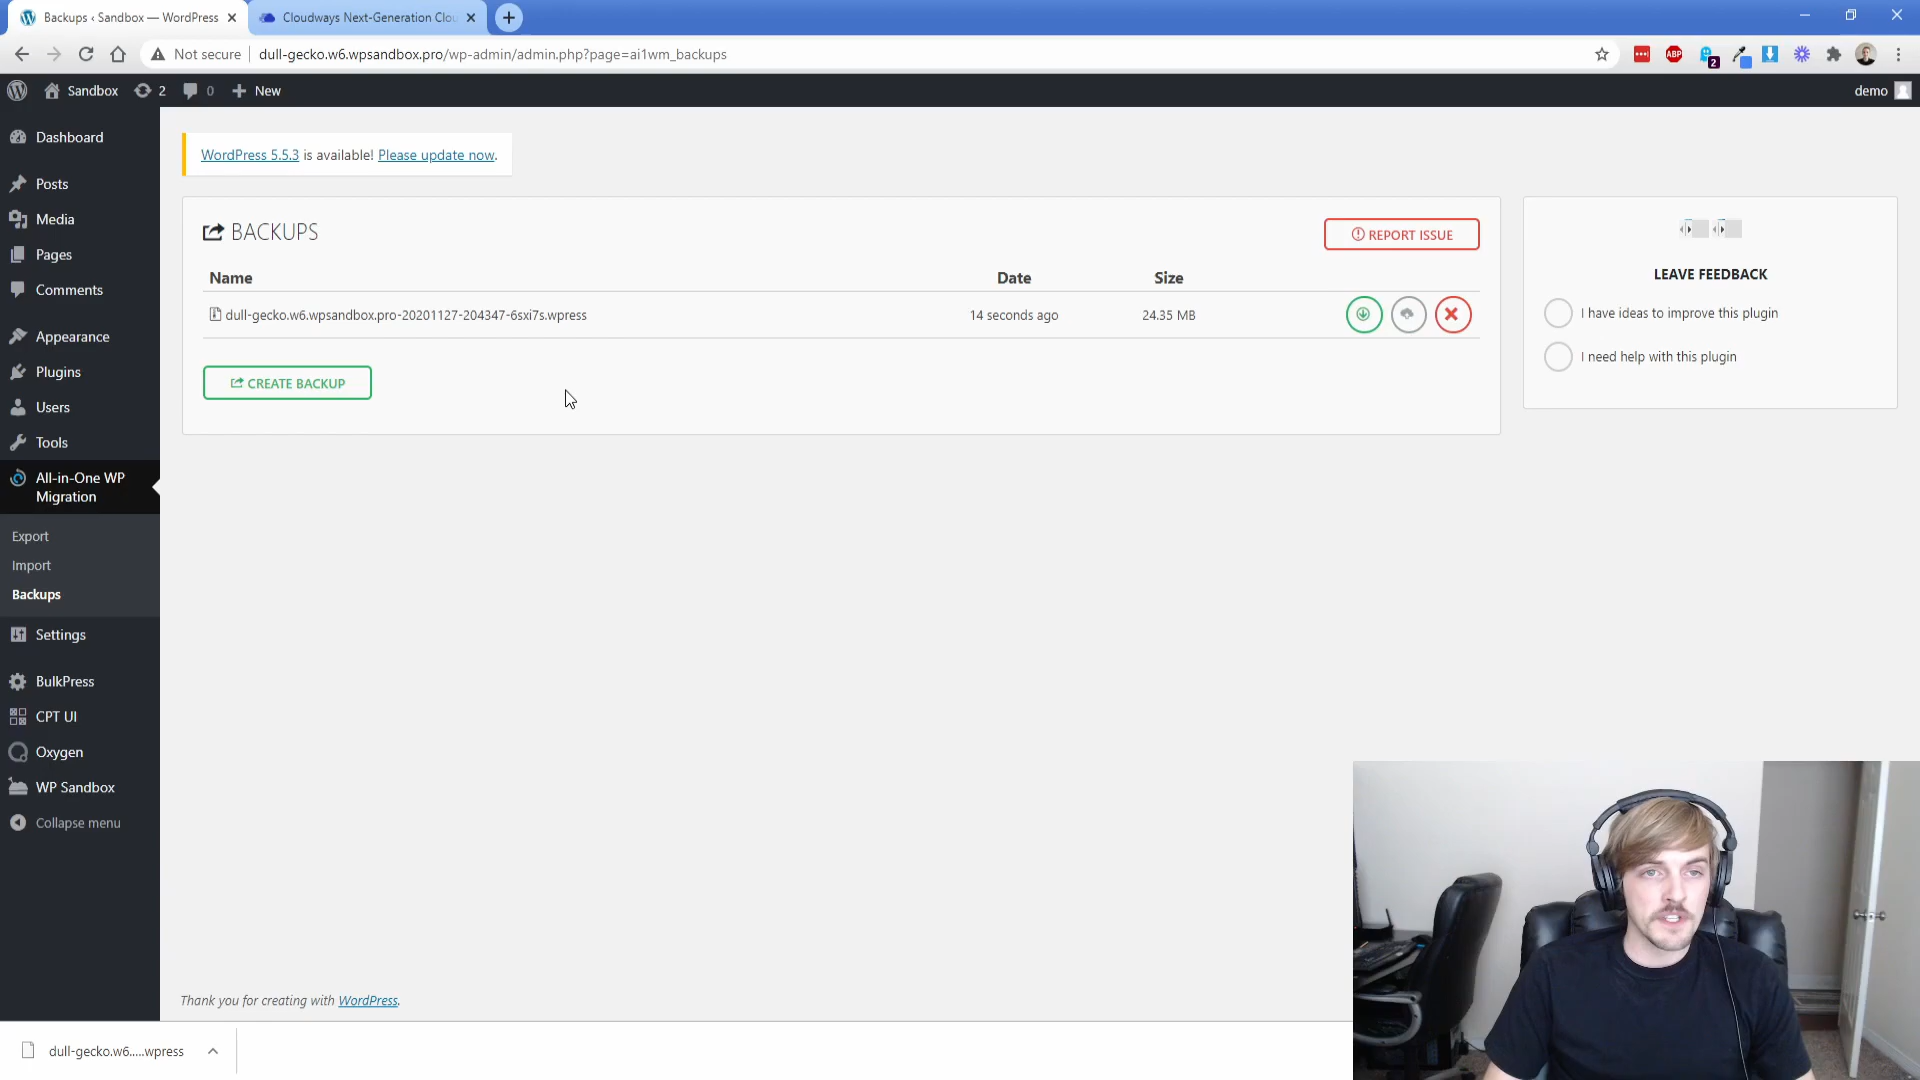 Backups ‹ Sandbox — WordPress
Cloudways Next-Generation Clou
Not secure
dull-gecko.w6.wpsandbox.pro/wp-admin/admin.php?page=ai1wm_backups
ABP
2
Sandbox
2
0
New
demo
Dashboard
Posts
Media
Pages
Comments
Appearance
Plugins
Users
Tools
All-in-One WP
Migration
Export
Import
Backups
Settings
BulkPress
CPT UI
Oxygen
WP Sandbox
Collapse menu
WordPress 5.5.3 is available! Please update now.
BACKUPS
REPORT ISSUE
Name Date Size
dull-gecko.w6.wpsandbox.pro-20201127-204347-6sxi7s.wpress 14 seconds ago 24.35 MB
CREATE BACKUP
LEAVE FEEDBACK
I have ideas to improve this plugin
I need help with this plugin
Thank you for creating with WordPress.
dull-gecko.w6.....wpress